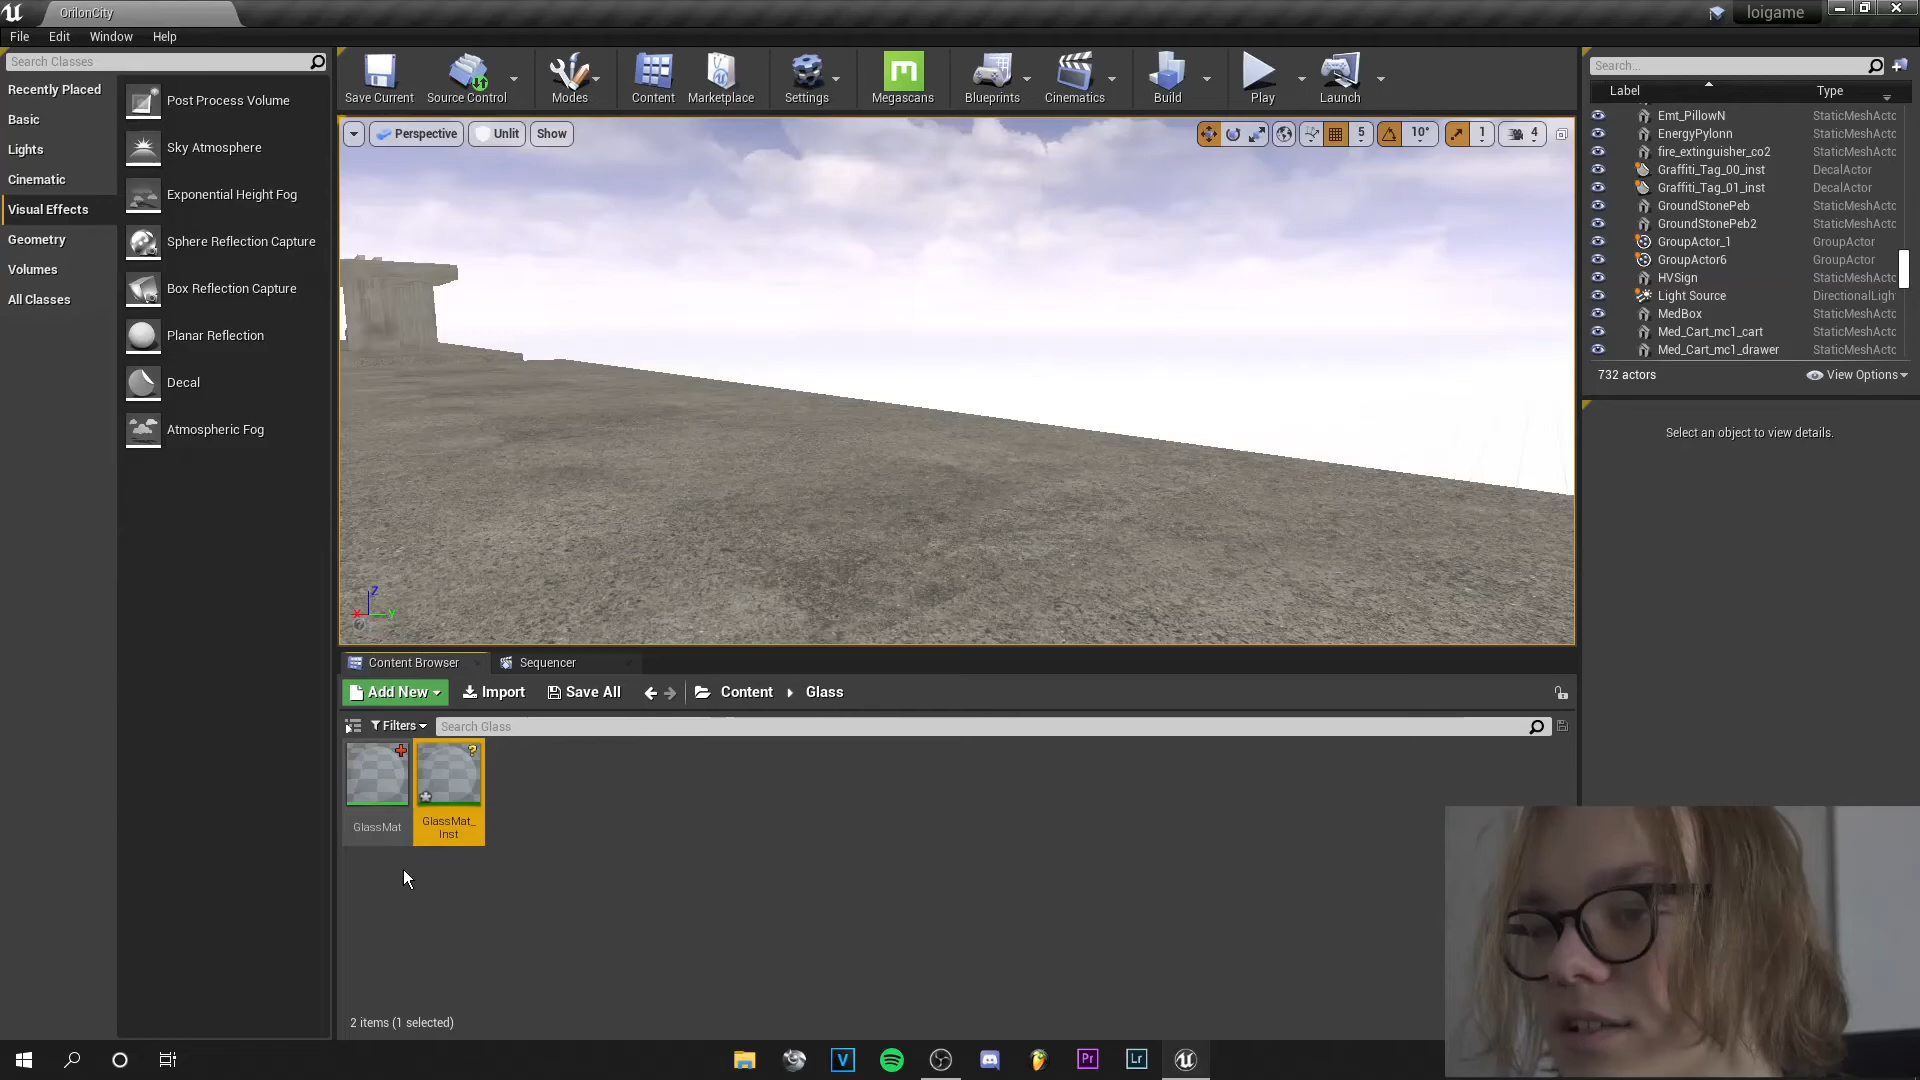 OrilonCity
loigame
File Edit Window Help
Search Classes
Recently Placed
Basic
Lights
Cinematic
Visual Effects
Geometry
Volumes
All Classes
Post Process Volume
Sky Atmosphere
Exponential Height Fog
Sphere Reflection Capture
Box Reflection Capture
Planar Reflection
Decal
Atmospheric Fog
Save Current Source Control Modes Content Marketplace Settings Megascans Blueprints Cinematics Build Play Launch
Perspective Unlit Show
5 10° 1 4
X Y Z
Search...
Label Type
Emt_PillowN StaticMeshActo
EnergyPylonn StaticMeshActo
fire_extinguisher_co2 StaticMeshActo
Graffiti_Tag_00_inst DecalActor
Graffiti_Tag_01_inst DecalActor
GroundStonePeb StaticMeshActo
GroundStonePeb2 StaticMeshActo
GroupActor_1 GroupActor
GroupActor6 GroupActor
HVSign StaticMeshActo
Light Source DirectionalLigh
MedBox StaticMeshActo
Med_Cart_mc1_cart StaticMeshActo
Med_Cart_mc1_drawer StaticMeshActo
732 actors View Options
Select an object to view details.
Content Browser Sequencer
Add New Import Save All Content Glass
Filters Search Glass
GlassMat
GlassMat_
Inst
2 items (1 selected)
V Pr Lr